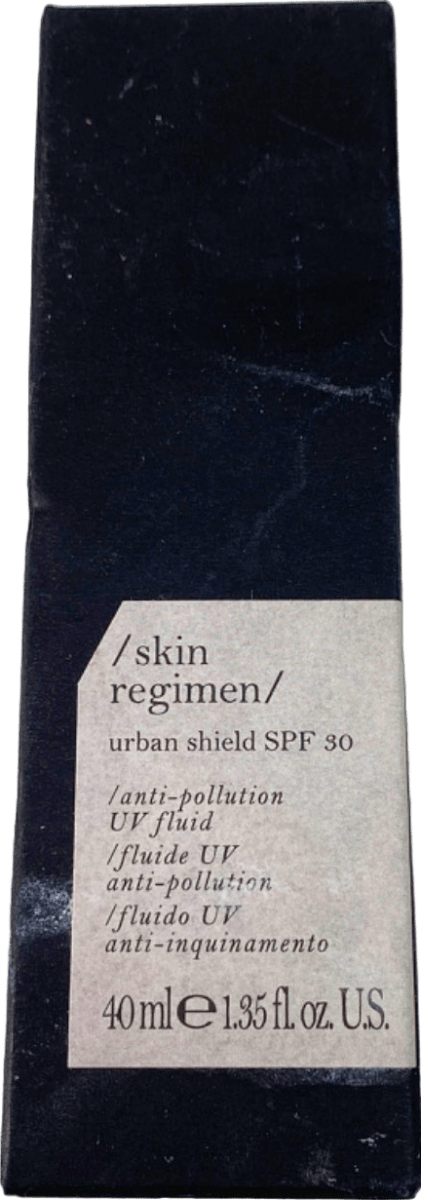 /skin
regimen/
urban shield SPF 30
/anti-pollution
UV fluid
/fluide UV
anti-pollution
/fluido UV
anti-inquinamento
40 ml ℮ 1.35 fl. oz. U.S.